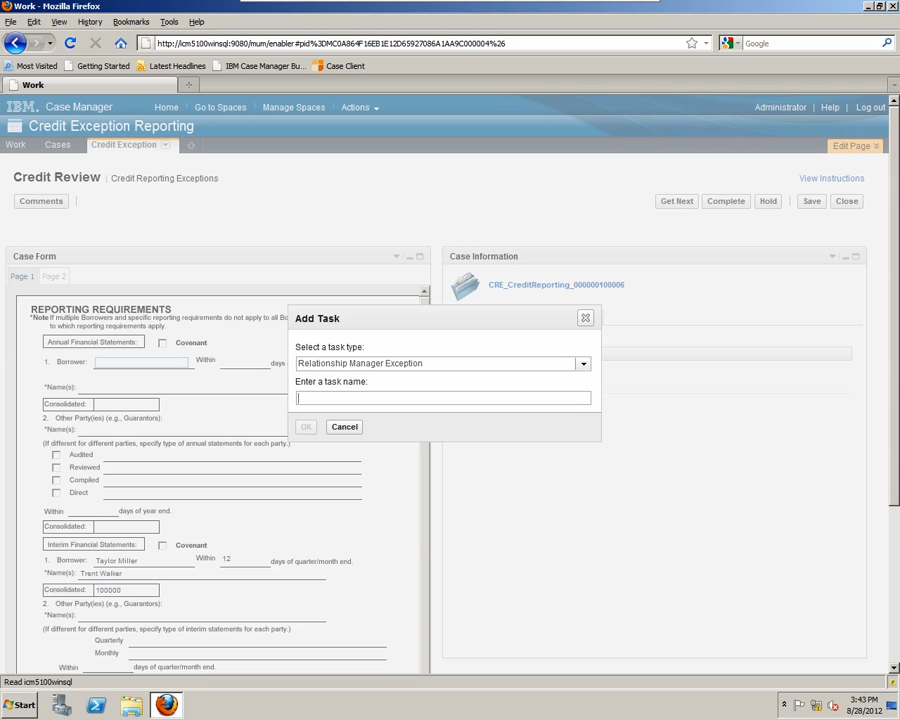 Work - Mozilla Firefox
File Edit View History Bookmarks Tools Help
http://icm5100winsql:9080/mum/enabler#pid%3DMC0A864F16EB1E12D65927086A1AA9C000004%26
Google
Most Visited Getting Started Latest Headlines IBM Case Manager Bu... Case Client
Work
IBM. Case Manager Home Go to Spaces Manage Spaces Actions Administrator Help Log out
Credit Exception Reporting
Work Cases Credit Exception Edit Page
Credit Review | Credit Reporting Exceptions View Instructions
Comments Get Next Complete Hold Save Close
Case Form Case Information
Page 1 Page 2
CRE_CreditReporting_000000100006
REPORTING REQUIREMENTS
*Note If multiple Borrowers and specific reporting requirements do not apply to all Bo
to which reporting requirements apply.
Annual Financial Statements: Covenant
1. Borrower: Within days
*Name(s):
Consolidated:
2. Other Party(ies) (e.g., Guarantors):
*Name(s):
(If different for different parties, specify type of annual statements for each party.)
Audited
Reviewed
Compiled
Direct
Within days of year end.
Consolidated:
Interim Financial Statements: Covenant
1. Borrower: Taylor Miller Within 12 days of quarter/month end.
*Name(s): Trent Walker
Consolidated: 100000
2. Other Party(ies) (e.g., Guarantors):
*Name(s):
(If different for different parties, specify type of interim statements for each party.)
Quarterly
Monthly
Within days of quarter/month end.
Add Task
Select a task type:
Relationship Manager Exception
Enter a task name:
OK Cancel
Read icm5100winsql
Start
3:43 PM
8/28/2012